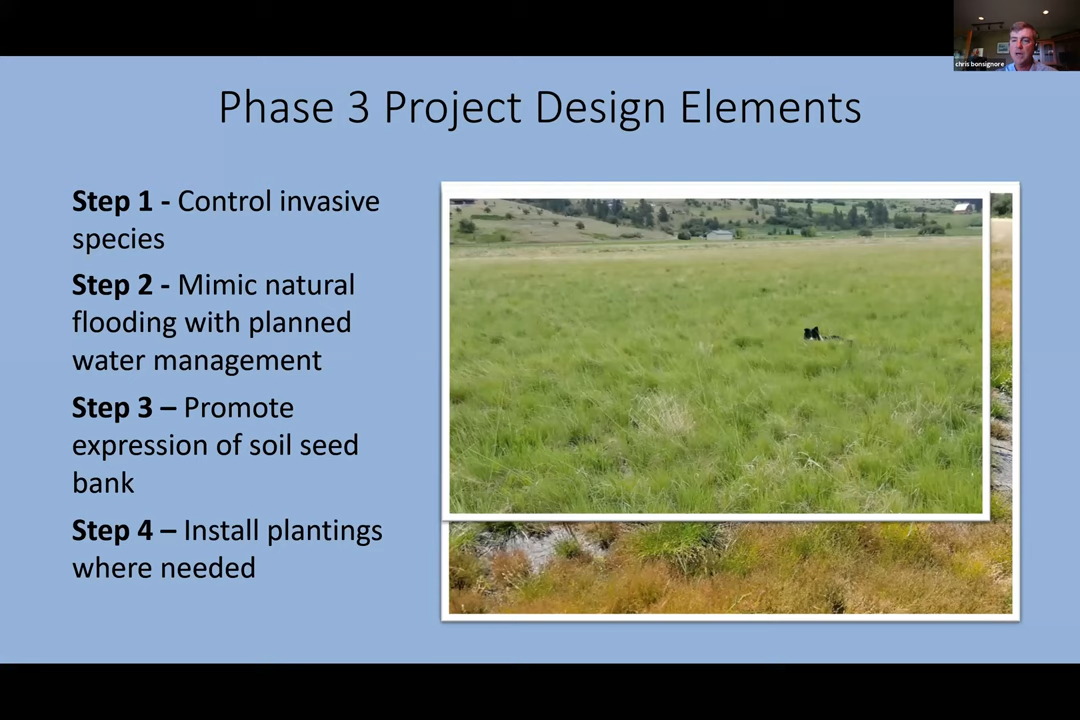 chris bonsignore
Phase 3 Project Design Elements
Step 1 - Control invasive
species
Step 2 - Mimic natural
flooding with planned
water management
Step 3 – Promote
expression of soil seed
bank
Step 4 – Install plantings
where needed